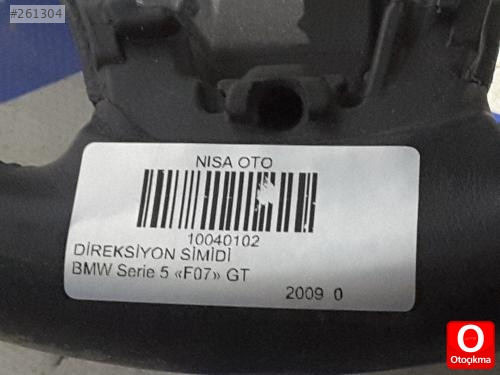 #261304
NISA OTO
10040102
DİREKSİYON SİMİDİ
BMW Serie 5 «F07» GT
2009 0
O
Otoçıkma